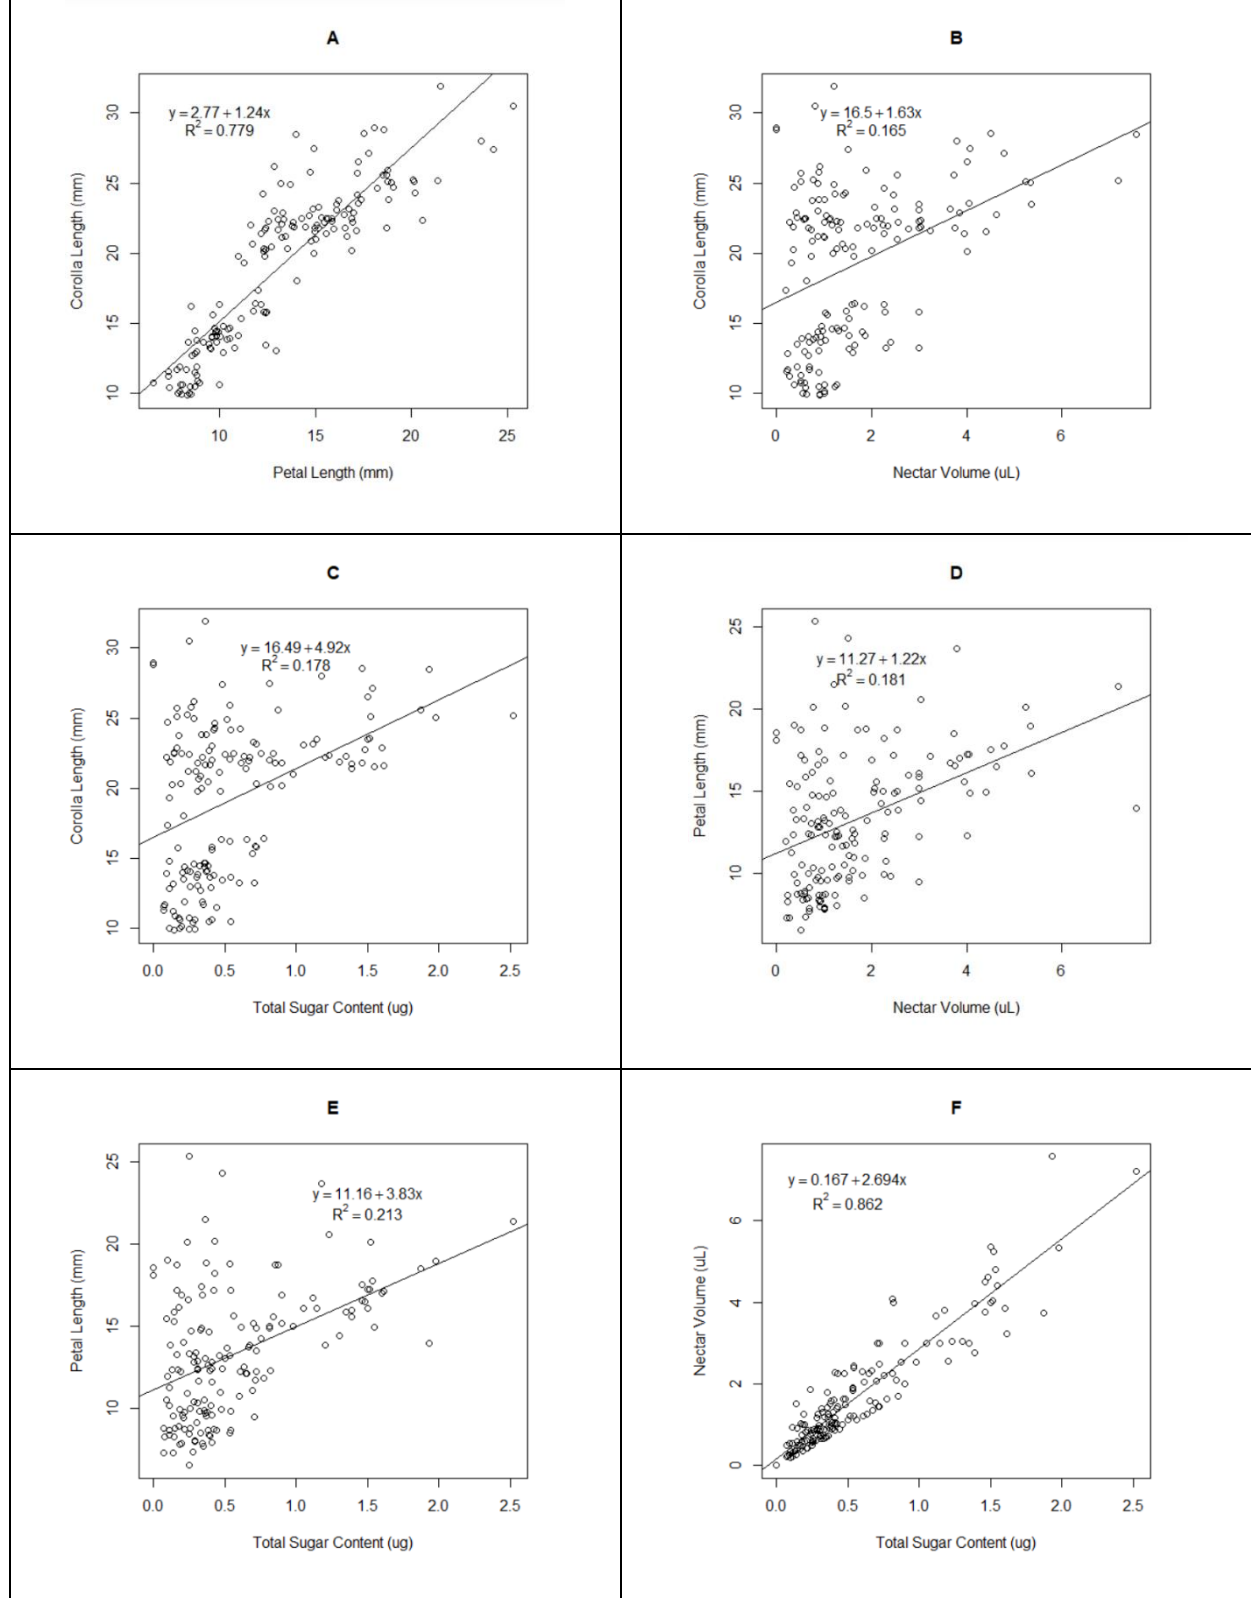 A
y = 2.77 + 1.24x
R² = 0.779
30
25
20
15
10
Corolla Length (mm)
10 15 20 25
Petal Length (mm)
B
y = 16.5 + 1.63x
R² = 0.165
30
25
20
15
10
Corolla Length (mm)
0 2 4 6
Nectar Volume (uL)
C
y = 16.49 + 4.92x
R² = 0.178
30
25
20
15
10
Corolla Length (mm)
0.0 0.5 1.0 1.5 2.0 2.5
Total Sugar Content (ug)
D
y = 11.27 + 1.22x
R² = 0.181
25
20
15
10
Petal Length (mm)
0 2 4 6
Nectar Volume (uL)
E
y = 11.16 + 3.83x
R² = 0.213
25
20
15
10
Petal Length (mm)
0.0 0.5 1.0 1.5 2.0 2.5
Total Sugar Content (ug)
F
y = 0.167 + 2.694x
R² = 0.862
6
4
2
0
Nectar Volume (uL)
0.0 0.5 1.0 1.5 2.0 2.5
Total Sugar Content (ug)